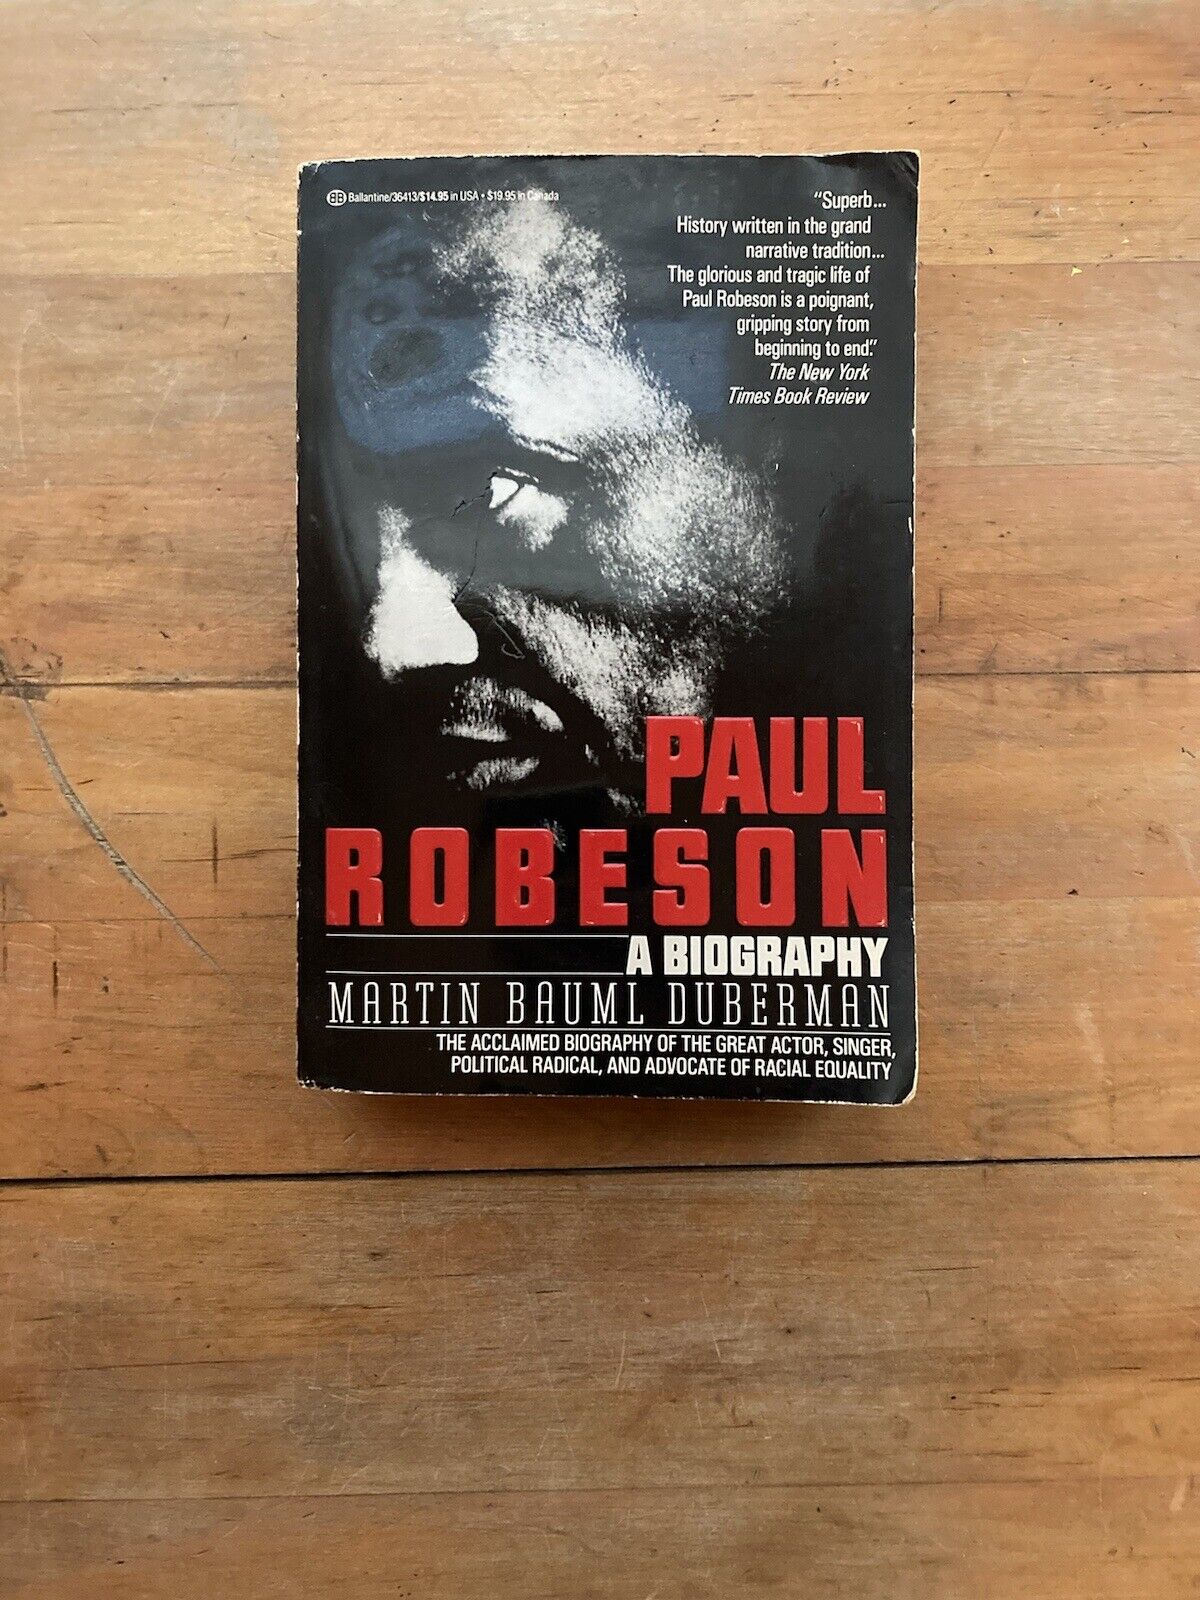 BB Ballantine/36413/$14.95 in USA • $19.95 in Canada
"Superb...
History written in the grand
narrative tradition...
The glorious and tragic life of
Paul Robeson is a poignant,
gripping story from
beginning to end."
The New York
Times Book Review
PAUL
ROBESON
A BIOGRAPHY
MARTIN BAUML DUBERMAN
THE ACCLAIMED BIOGRAPHY OF THE GREAT ACTOR, SINGER,
POLITICAL RADICAL, AND ADVOCATE OF RACIAL EQUALITY